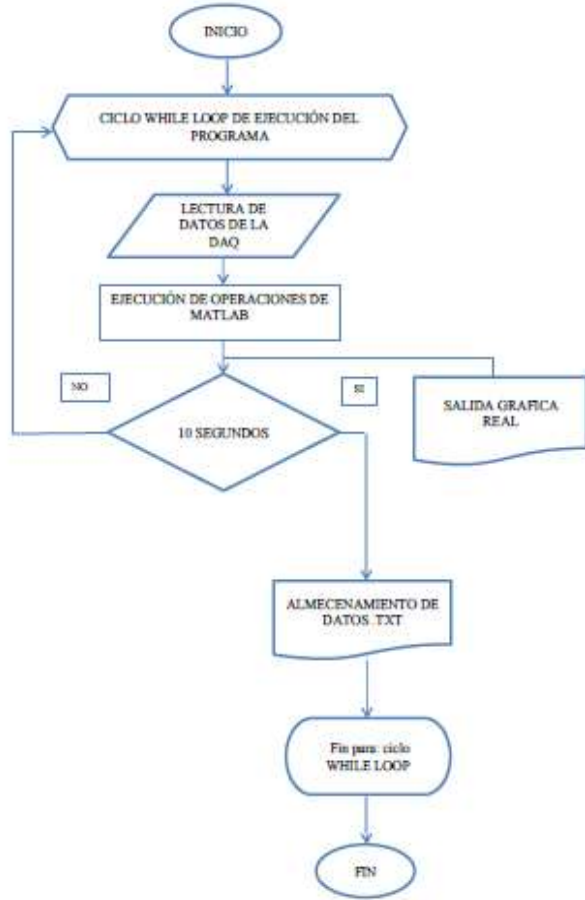 INICIO
CICLO WHILE LOOP DE EJECUCIÓN DEL
PROGRAMA
LECTURA DE
DATOS DE LA
DAQ
EJECUCIÓN DE OPERACIONES DE
MATLAB
NO
SI
SALIDA GRAFICA
REAL
10 SEGUNDOS
ALMECENAMIENTO DE
DATOS .TXT
Fin para: ciclo
WHILE LOOP
FIN